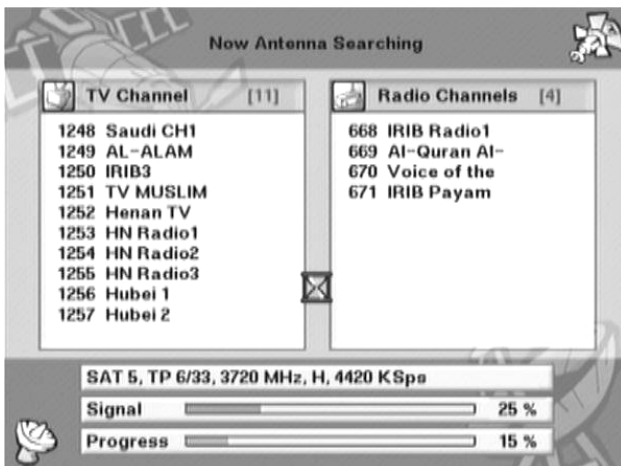 Now Antenna Searching
TV Channel [11]
1248 Saudi CH1
1249 AL-ALAM
1250 IRIB3
1251 TV MUSLIM
1252 Henan TV
1253 HN Radio1
1254 HN Radio2
1255 HN Radio3
1256 Hubei 1
1257 Hubei 2
Radio Channels [4]
668 IRIB Radio1
669 Al-Quran Al-
670 Voice of the
671 IRIB Payam
SAT 5, TP 6/33, 3720 MHz, H, 4420 KSps
Signal 25 %
Progress 15 %